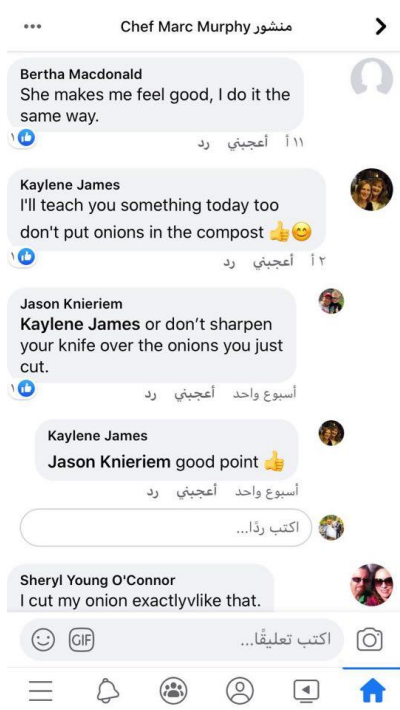 منشور Chef Marc Murphy
Bertha Macdonald
She makes me feel good, I do it the
same way.
١١ أ أعجبني رد
١
Kaylene James
I'll teach you something today too
don't put onions in the compost 👍😊
٢ أ أعجبني رد
١
Jason Knieriem
Kaylene James or don't sharpen
your knife over the onions you just
cut.
أسبوع واحد أعجبني رد
١
Kaylene James
Jason Knieriem good point 👍
أسبوع واحد أعجبني رد
اكتب ردًا...
Sheryl Young O'Connor
I cut my onion exactlyvlike that.
اكتب تعليقًا...
GIF